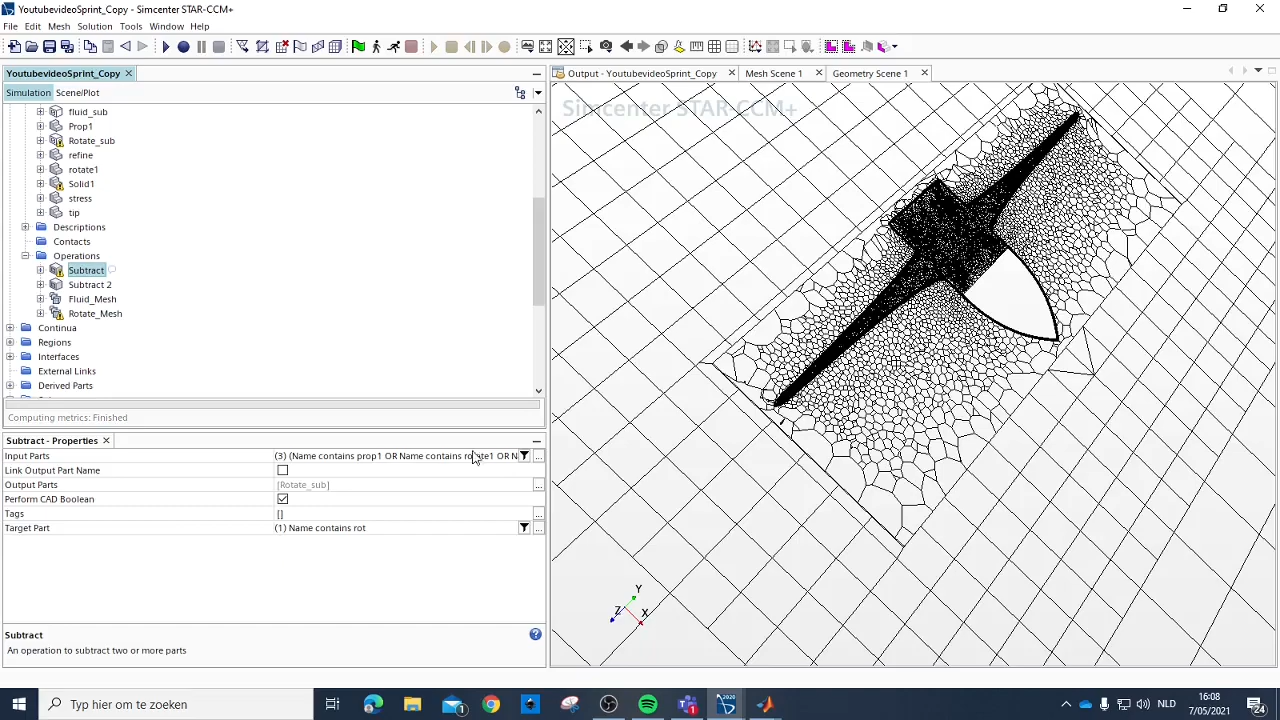 YoutubevideoSprint_Copy - Simcenter STAR-CCM+
File Edit Mesh Solution Tools Window Help
YoutubevideoSprint_Copy
Output - YoutubevideoSprint_Copy
Mesh Scene 1
Geometry Scene 1
Simulation Scene/Plot
Simcenter STAR-CCM+
fluid_sub
Prop1
Rotate_sub
refine
rotate1
Solid1
stress
tip
Descriptions
Contacts
Operations
Subtract
Subtract 2
Fluid_Mesh
Rotate_Mesh
Continua
Regions
Interfaces
External Links
Derived Parts
Computing metrics: Finished
Subtract - Properties
Input Parts (3) (Name contains prop1 OR Name contains rotate1 OR N
Link Output Part Name
Output Parts [Rotate_sub]
Perform CAD Boolean
Tags []
Target Part (1) Name contains rot
Y
Z X
Subtract
An operation to subtract two or more parts
Typ hier om te zoeken
2020
NLD
16:08
7/05/2021
24